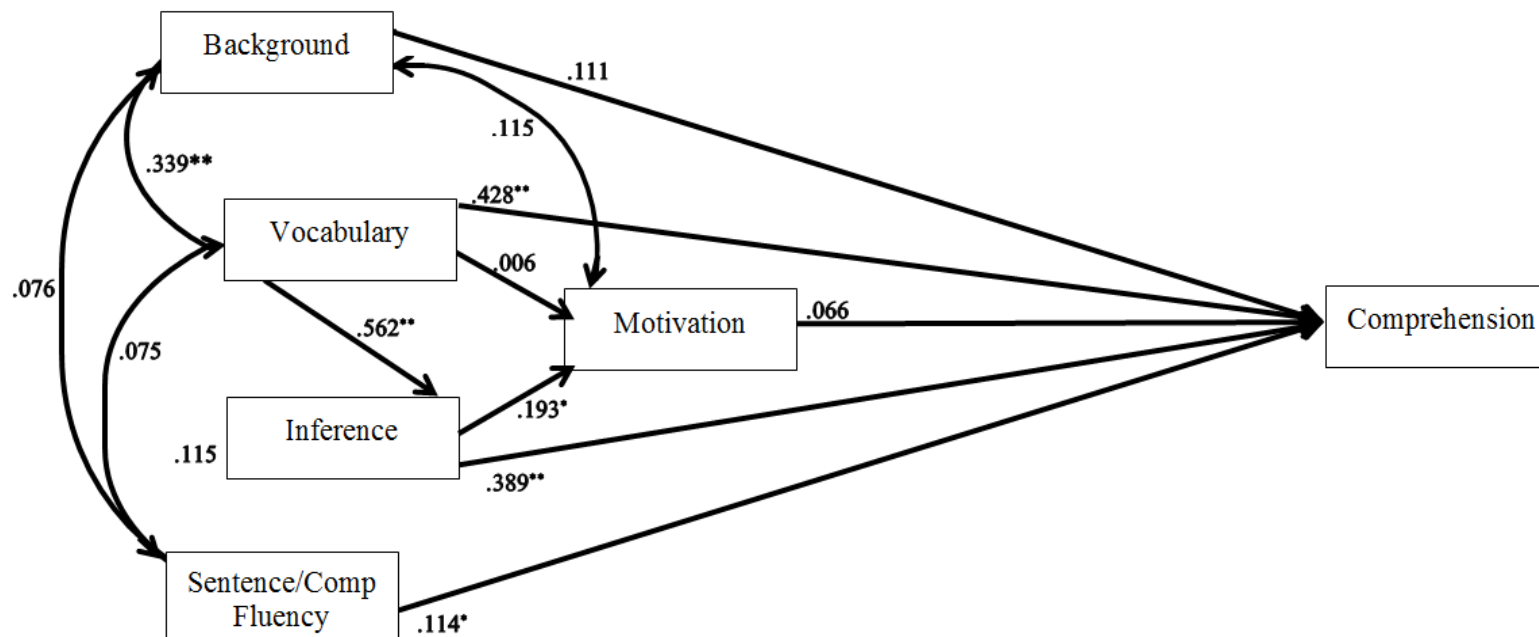 Background
.111
.115
.339**
.428**
Vocabulary
.006
.076
Motivation
.066
Comprehension
.562**
.075
.193*
Inference
.115
.389**
Sentence/Comp
Fluency
.114*